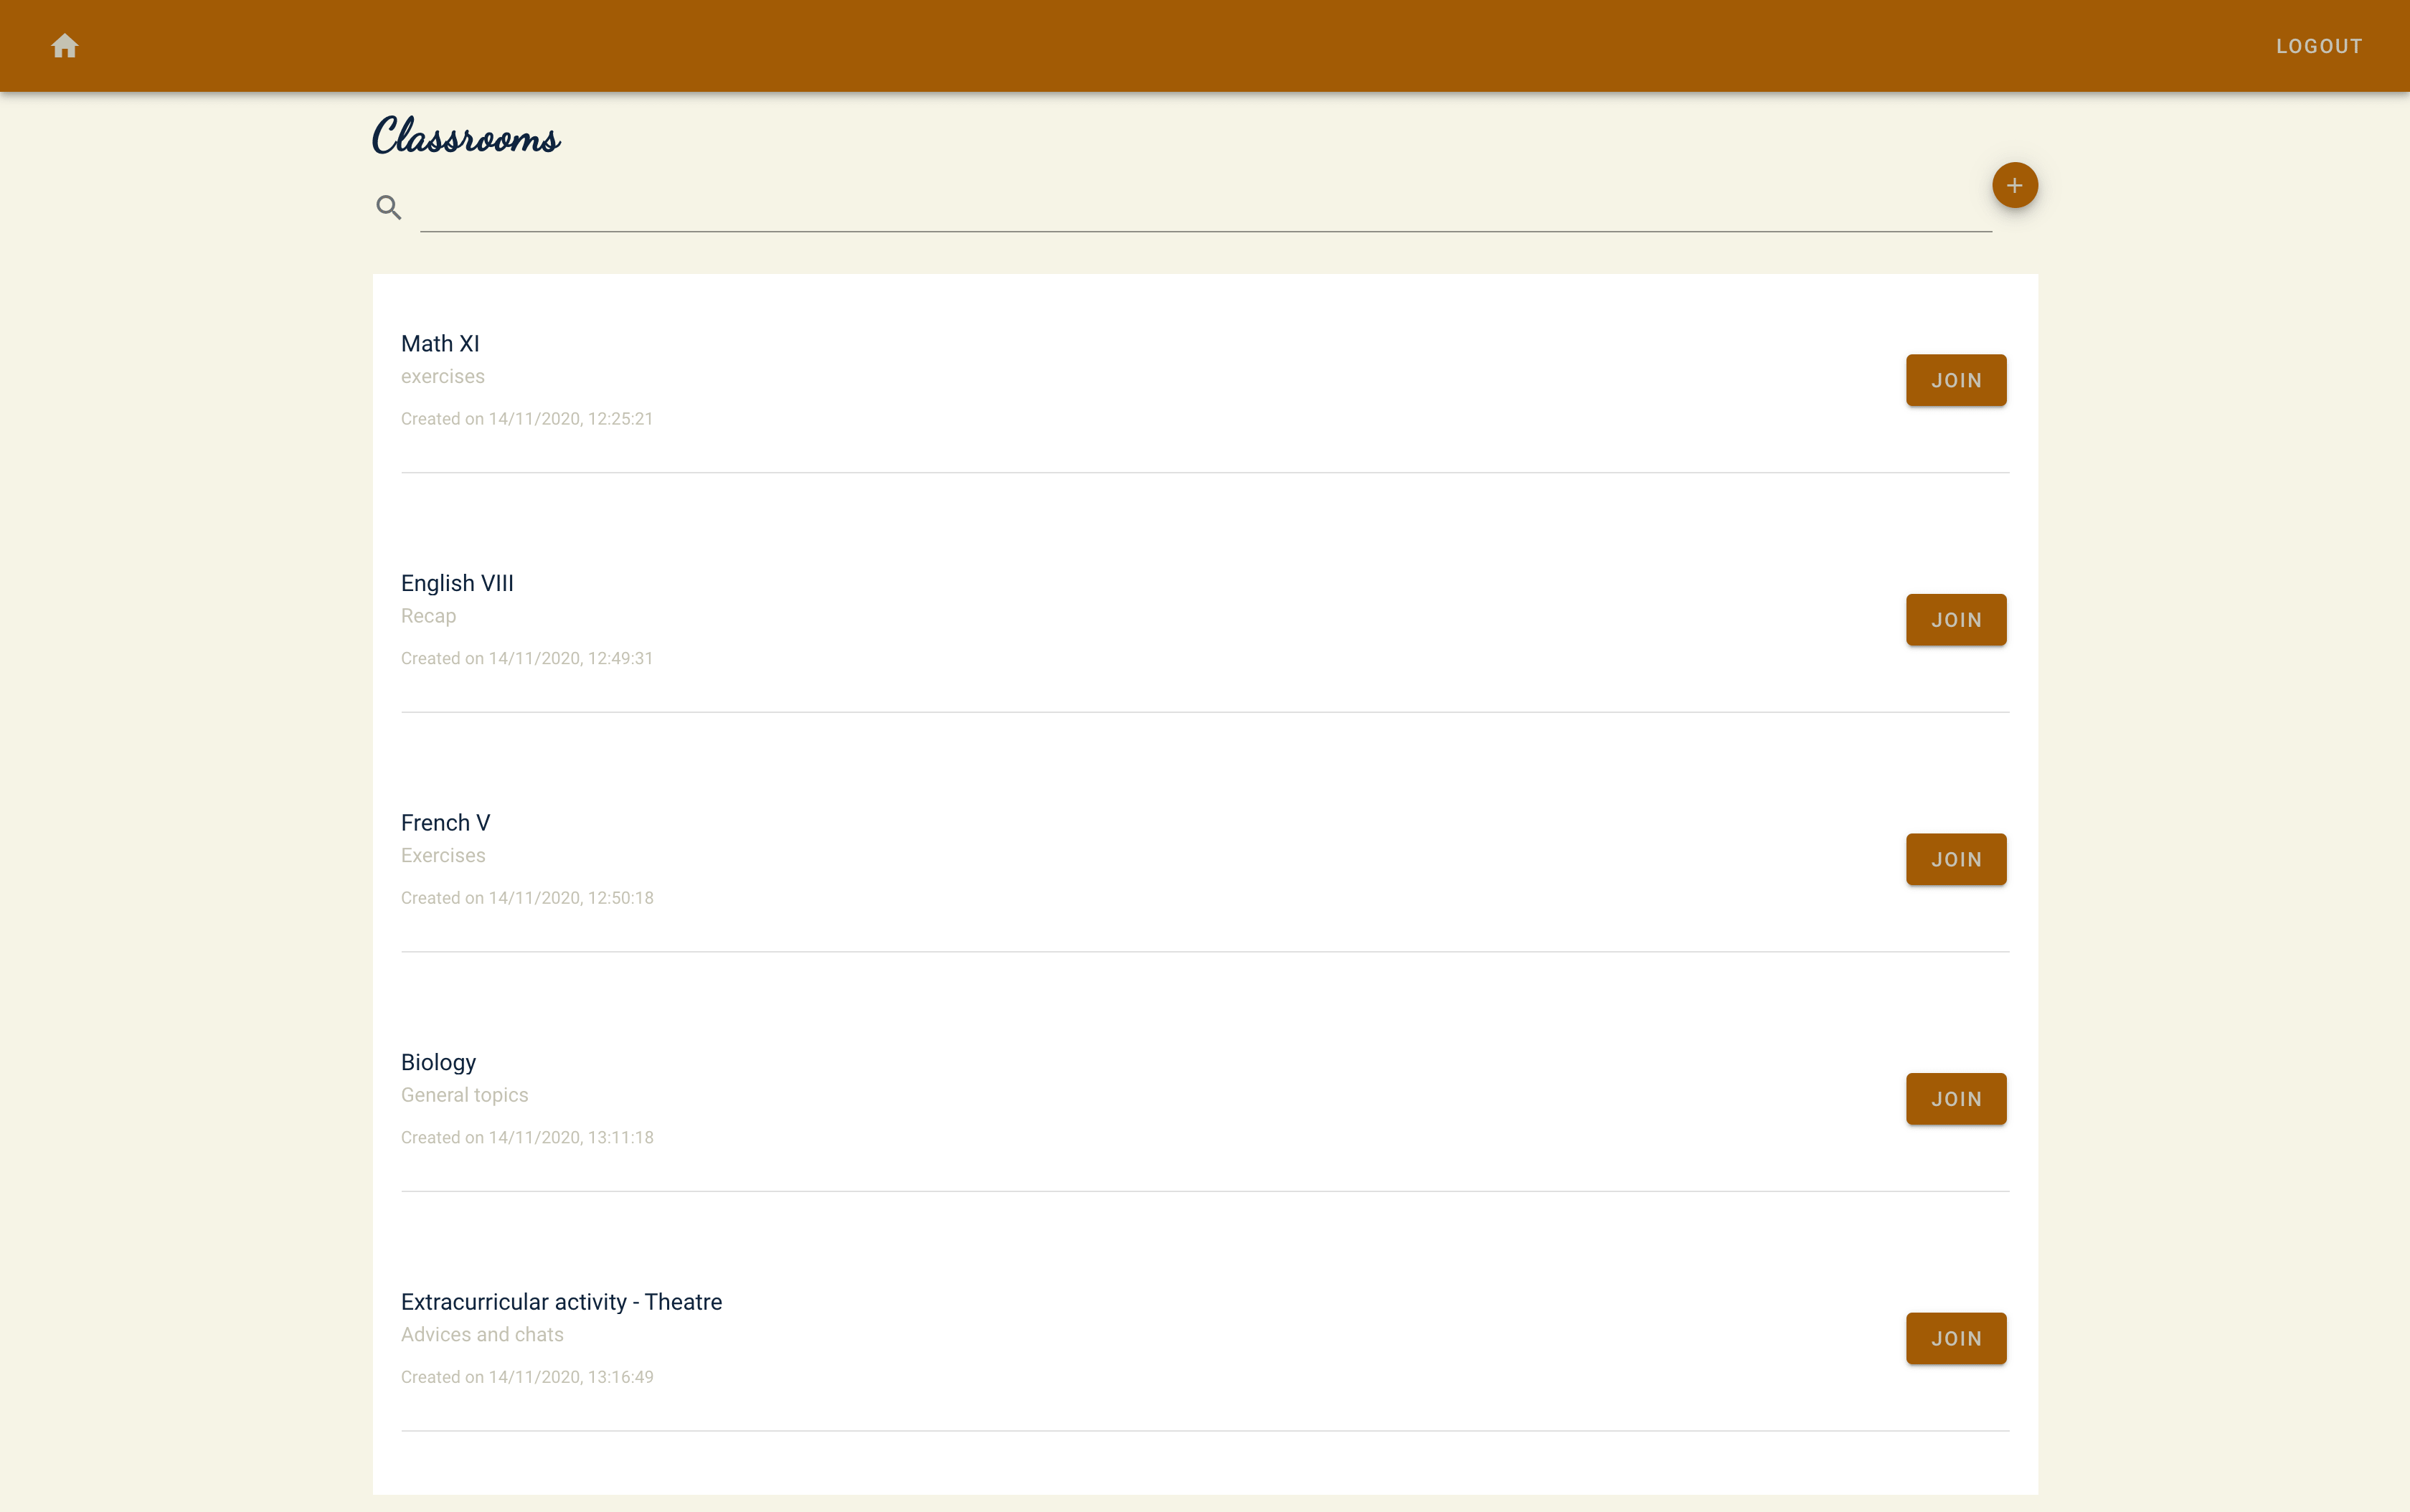 LOGOUT
Classrooms
Math XI
exercises
Created on 14/11/2020, 12:25:21
JOIN
English VIII
Recap
Created on 14/11/2020, 12:49:31
JOIN
French V
Exercises
Created on 14/11/2020, 12:50:18
JOIN
Biology
General topics
Created on 14/11/2020, 13:11:18
JOIN
Extracurricular activity - Theatre
Advices and chats
Created on 14/11/2020, 13:16:49
JOIN